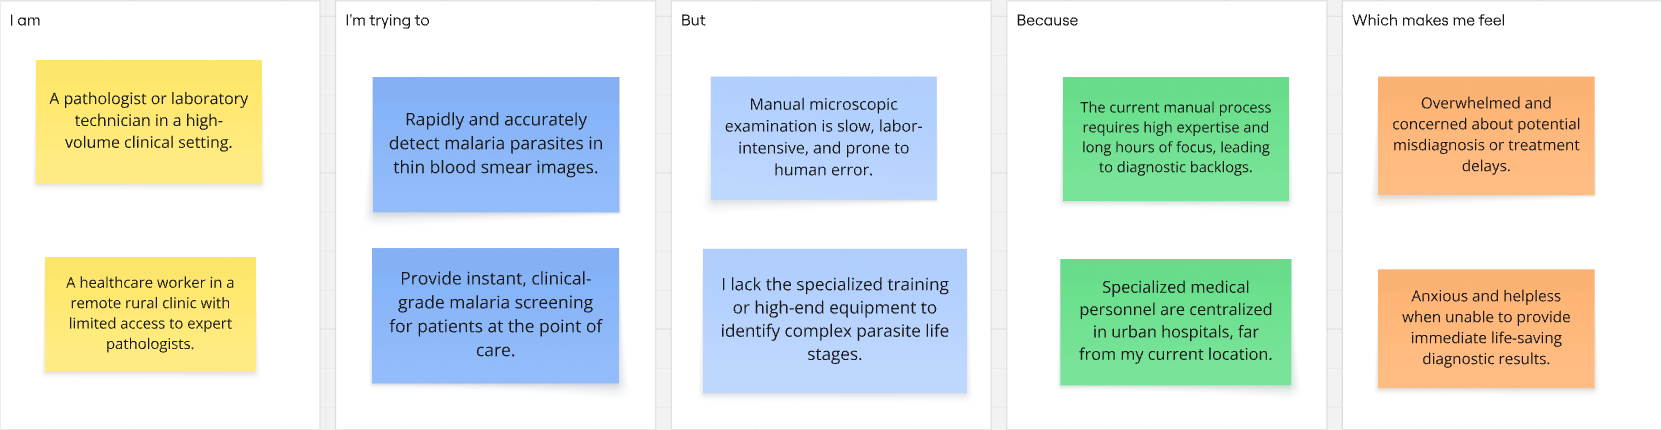 I am
A pathologist or laboratory
technician in a high-
volume clinical setting.
A healthcare worker in a
remote rural clinic with
limited access to expert
pathologists.
I'm trying to
Rapidly and accurately
detect malaria parasites in
thin blood smear images.
Provide instant, clinical-
grade malaria screening
for patients at the point of
care.
But
Manual microscopic
examination is slow, labor-
intensive, and prone to
human error.
I lack the specialized training
or high-end equipment to
identify complex parasite life
stages.
Because
The current manual process
requires high expertise and
long hours of focus, leading
to diagnostic backlogs.
Specialized medical
personnel are centralized
in urban hospitals, far
from my current location.
Which makes me feel
Overwhelmed and
concerned about potential
misdiagnosis or treatment
delays.
Anxious and helpless
when unable to provide
immediate life-saving
diagnostic results.